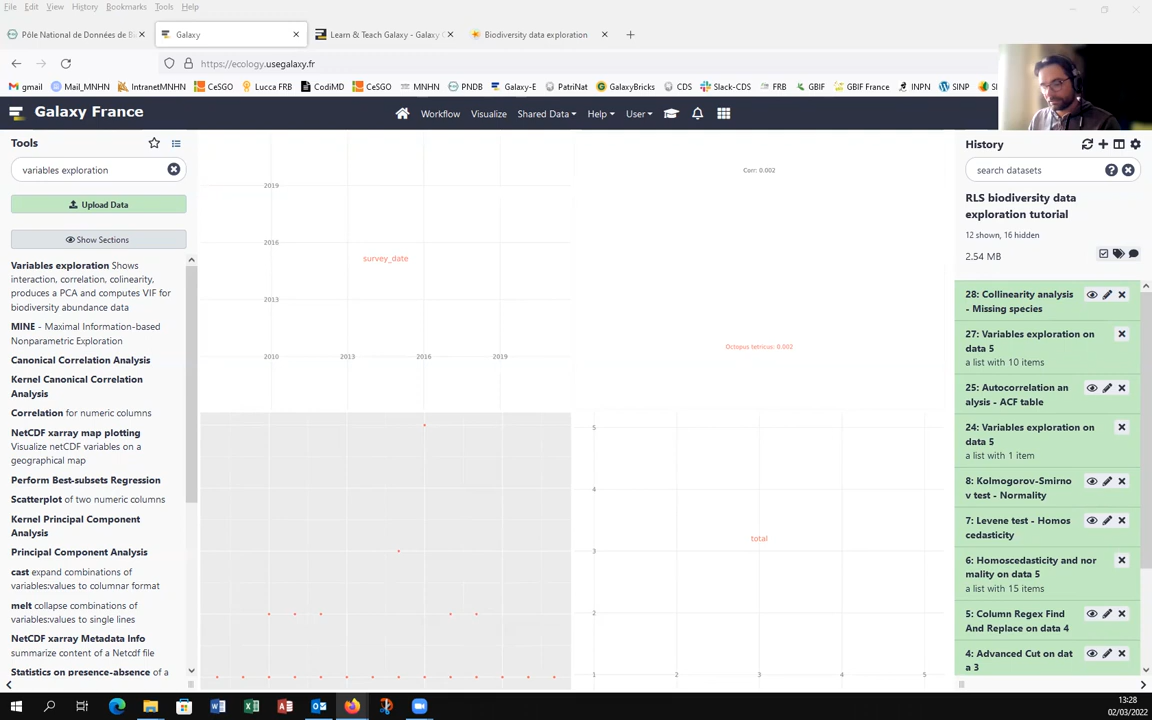 File Edit View History Bookmarks Tools Help
Pôle National de Données de B
Galaxy
Learn & Teach Galaxy - Galaxy C
Biodiversity data exploration
https://ecology.usegalaxy.fr
gmail Mail_MNHN IntranetMNHN CeSGO Lucca FRB CodiMD CeSGO MNHN PNDB Galaxy-E PatriNat GalaxyBricks CDS Slack-CDS FRB GBIF GBIF France INPN SINP SI
Galaxy France
Workflow Visualize Shared Data Help User
Tools
variables exploration
Upload Data
Show Sections
Variables exploration Shows
interaction, correlation, colinearity,
produces a PCA and computes VIF for
biodiversity abundance data
MINE - Maximal Information-based
Nonparametric Exploration
Canonical Correlation Analysis
Kernel Canonical Correlation
Analysis
Correlation for numeric columns
NetCDF xarray map plotting
Visualize netCDF variables on a
geographical map
Perform Best-subsets Regression
Scatterplot of two numeric columns
Kernel Principal Component
Analysis
Principal Component Analysis
cast expand combinations of
variables:values to columnar format
melt collapse combinations of
variables:values to single lines
NetCDF xarray Metadata Info
summarize content of a Netcdf file
Statistics on presence-absence of a
2019
2016
survey_date
2013
2010 2013 2016 2019
Corr: 0.002
Octopus tetricus: 0.002
5
4
total
3
2
1 2 3 4 5
History
search datasets
RLS biodiversity data
exploration tutorial
12 shown, 16 hidden
2.54 MB
28: Collinearity analysis
- Missing species
27: Variables exploration on
data 5
a list with 10 items
25: Autocorrelation an
alysis - ACF table
24: Variables exploration on
data 5
a list with 1 item
8: Kolmogorov-Smirno
v test - Normality
7: Levene test - Homos
cedasticity
6: Homoscedasticity and nor
mality on data 5
a list with 15 items
5: Column Regex Find
And Replace on data 4
4: Advanced Cut on dat
a 3
13:28
02/03/2022